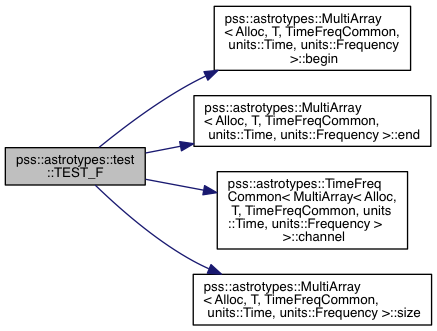 pss::astrotypes::test
::TEST_F
pss::astrotypes::MultiArray
< Alloc, T, TimeFreqCommon,
units::Time, units::Frequency
>::begin
pss::astrotypes::MultiArray
< Alloc, T, TimeFreqCommon,
units::Time, units::Frequency >::end
pss::astrotypes::TimeFreq
Common< MultiArray< Alloc,
T, TimeFreqCommon, units
::Time, units::Frequency >
>::channel
pss::astrotypes::MultiArray
< Alloc, T, TimeFreqCommon,
units::Time, units::Frequency >::size